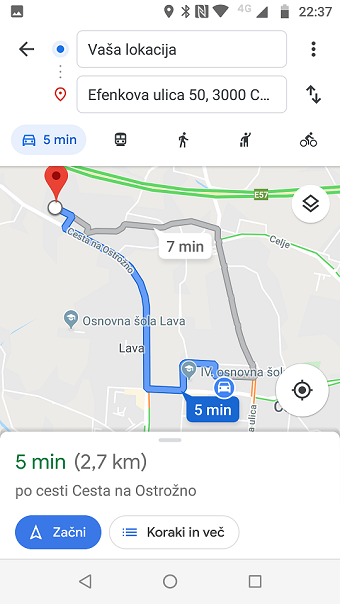 4G 22:37
Vaša lokacija
Efenkova ulica 50, 3000 C...
5 min
E57
Cesta na Ostrožno
7 min
Celje
Osnovna šola Lava
Lava
IV. osnovna šola
5 min
ulica
5 min (2,7 km)
po cesti Cesta na Ostrožno
Začni
Koraki in več